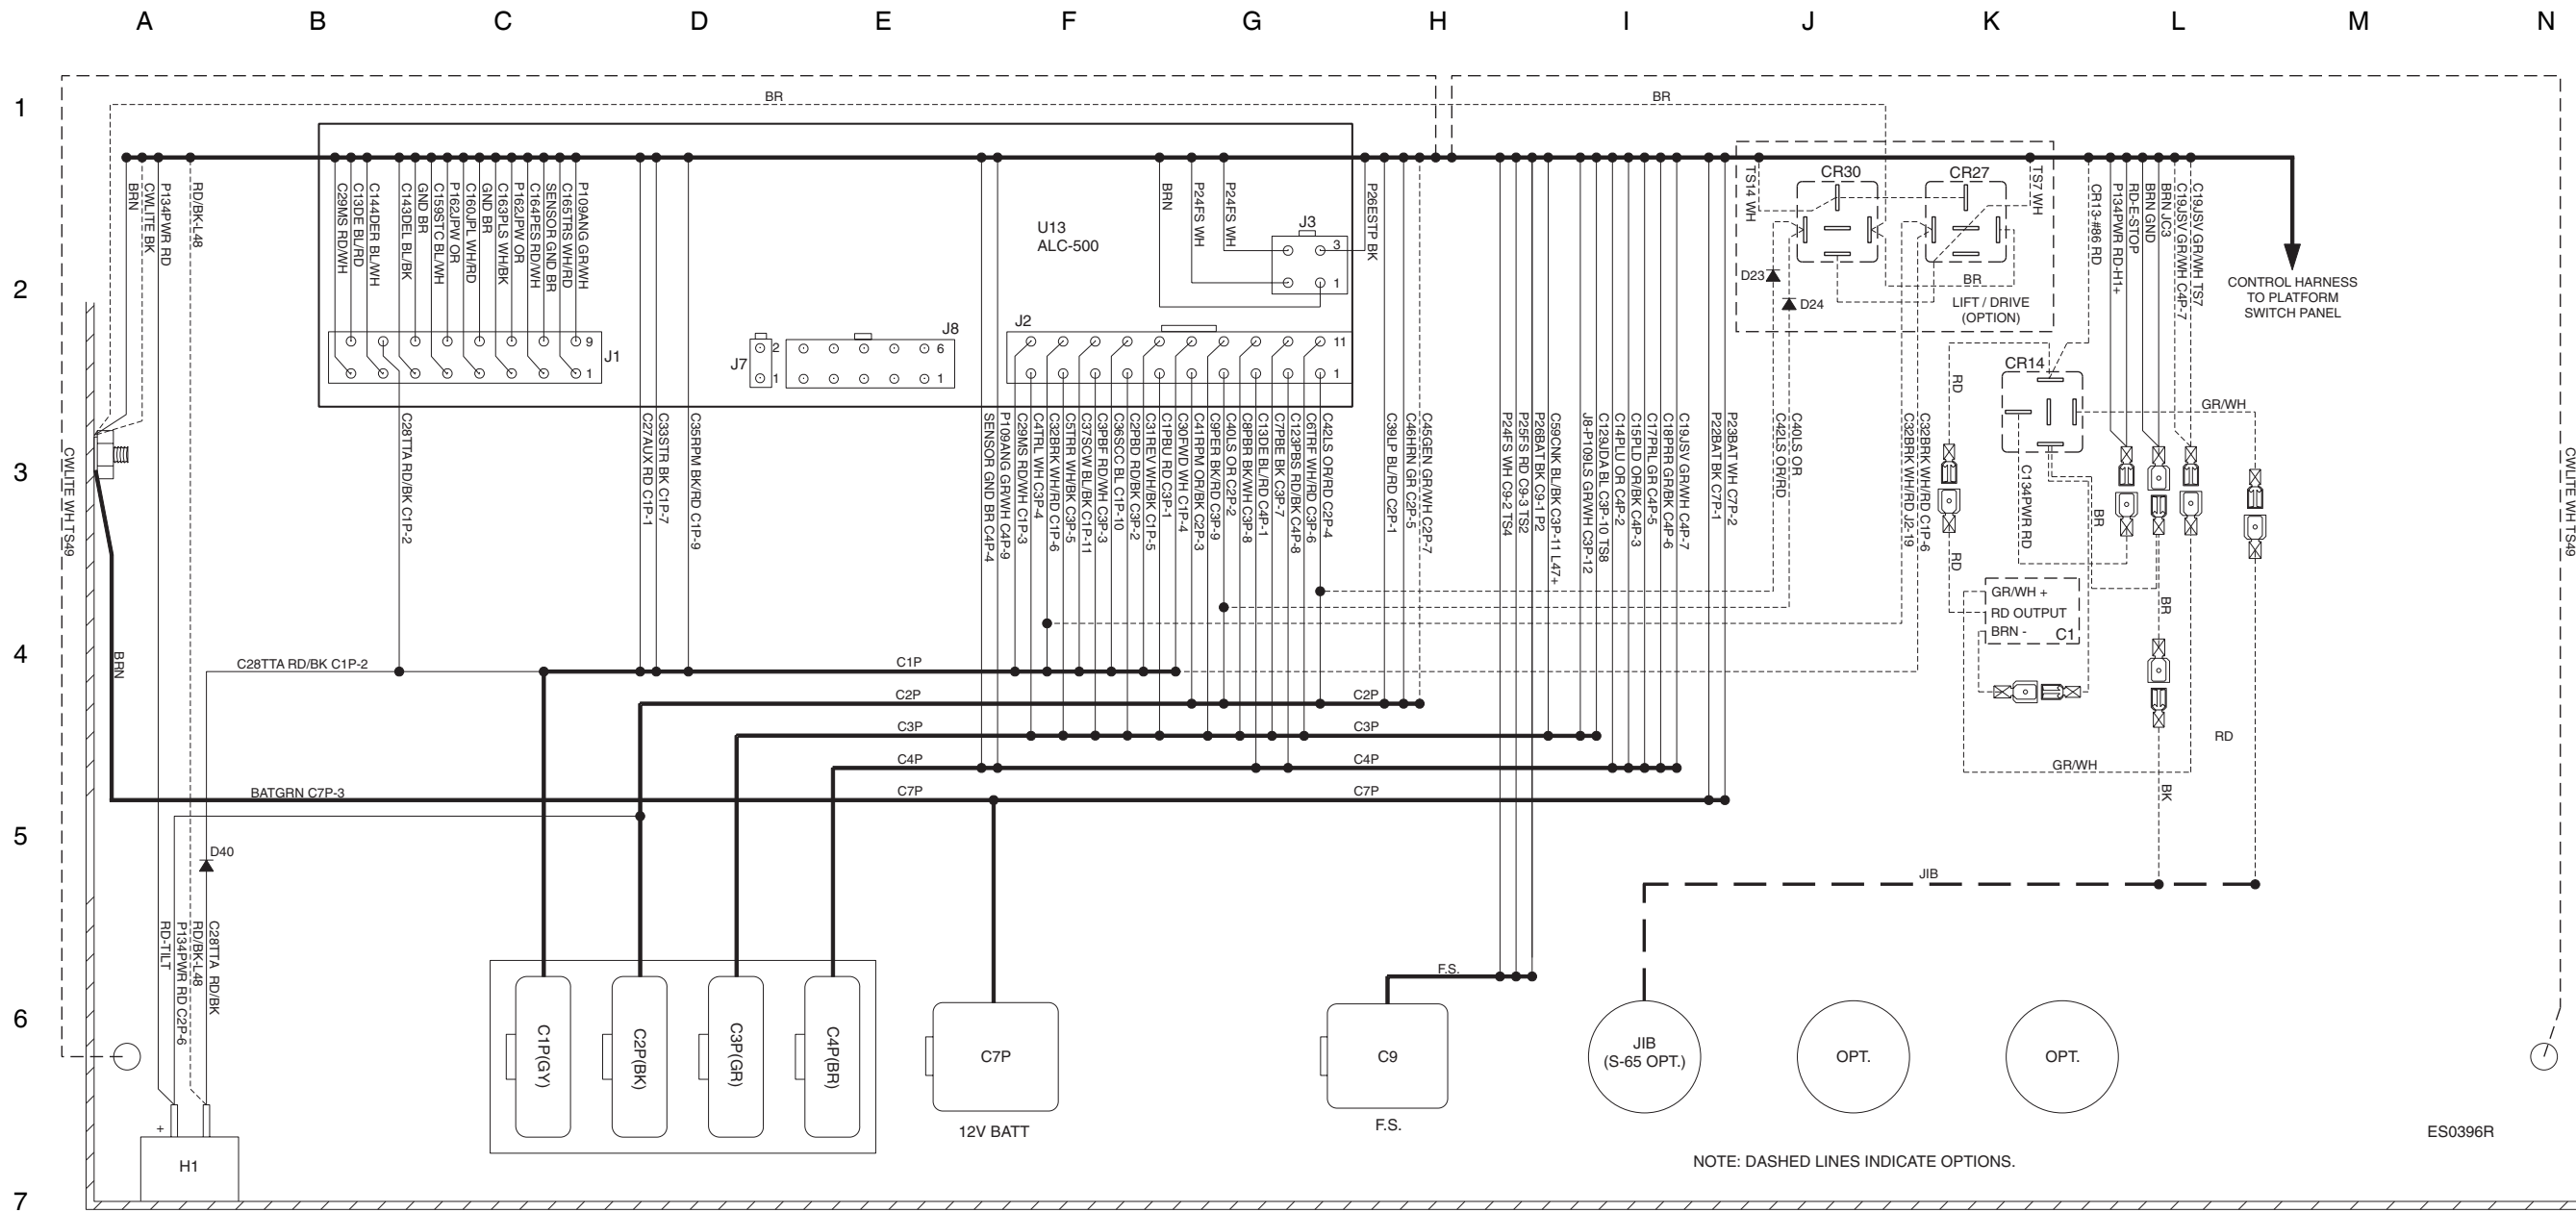 A B C D E F G H I J K L M N
1
2
3
4
5
6
7
BR
BR
BRN
CWLITE BK
P134PWR RD
RD/BK-L48
C29MS RD/WH
C13DE BL/RD
C144DER BL/WH
C143DEL BL/BK
GND BR
C159STC BL/WH
P162JPW OR
C160JPL WH/RD
GND BR
C163PLS WH/BK
P162JPW OR
C164PES RD/WH
SENSOR GND BR
C165TRS WH/RD
P109ANG GR/WH
U13
ALC-500
BRN
P24FS WH
P24FS WH
J3
3
1
P26ESTP BK
TS14 WH
CR30
CR27
TS7 WH
D23
D24
BR
LIFT / DRIVE
(OPTION)
CR13-#86 RD
P134PWR RD-H1+
RD-E-STOP
BRN GND
BRN JC3
C19JSV GR/WH C4P-7
C19JSV GR/WH TS7
CONTROL HARNESS
TO PLATFORM
SWITCH PANEL
9
1
J1
J7
2
1
J8
6
1
J2
11
1
CR14
RD
GR/WH
C28TTA RD/BK C1P-2
C27AUX RD C1P-1
C33STR BK C1P-7
C35RPM BK/RD C1P-9
SENSOR GND BR C4P-4
P109ANG GR/WH C4P-9
C29MS RD/WH C1P-3
C4TRL WH C3P-4
C32BRK WH/RD C1P-6
C5TRR WH/BK C3P-5
C37SCW BL/BK C1P-11
C3PBF RD/WH C3P-3
C36SCC BL C1P-10
C2PBD RD/BK C3P-2
C31REV WH/BK C1P-5
C1PBU RD C3P-1
C30FWD WH C1P-4
C41RPM OR/BK C2P-3
C9PER BK/RD C3P-9
C40LS OR C2P-2
C8PBR BK/WH C3P-8
C13DE BL/RD C4P-1
C7PBE BK C3P-7
C123PBS RD/BK C4P-8
C6TRF WH/RD C3P-6
C42LS OR/RD C2P-4
C39LP BL/RD C2P-1
C46HRN GR C2P-5
C45GEN GR/WH C2P-7
P24FS WH C9-2 TS4
P25FS RD C9-3 TS2
P26BAT BK C9-1 P2
C59CNK BL/BK C3P-11 L47+
J8-P109LS GR/WH C3P-12
C129JDA BL C3P-10 TS8
C14PLU OR C4P-2
C15PLD OR/BK C4P-3
C17PRL GR C4P-5
C18PRR GR/BK C4P-6
C19JSV GR/WH C4P-7
P22BAT BK C7P-1
P23BAT WH C7P-2
C42LS OR/RD
C40LS OR
C32BRK WH/RD J2-19
C32BRK WH/RD C1P-6
C134PWR RD
BR
RD
CWLITE WH TS49
CWLITE WH TS49
GR/WH +
RD OUTPUT
BRN -
C1
BR
BRN
C28TTA RD/BK C1P-2
C1P
C2P
C2P
C3P
C3P
RD
C4P
C4P
GR/WH
BATGRN C7P-3
C7P
C7P
BK
D40
JIB
RD-TILT
P134PWR RD C2P-6
RD/BK-L48
C28TTA RD/BK
F.S.
C1P(GY)
C2P(BK)
C3P(GR)
C4P(BR)
C7P
C9
JIB
(S-65 OPT.)
OPT.
OPT.
12V BATT
F.S.
+
H1
ES0396R
NOTE: DASHED LINES INDICATE OPTIONS.